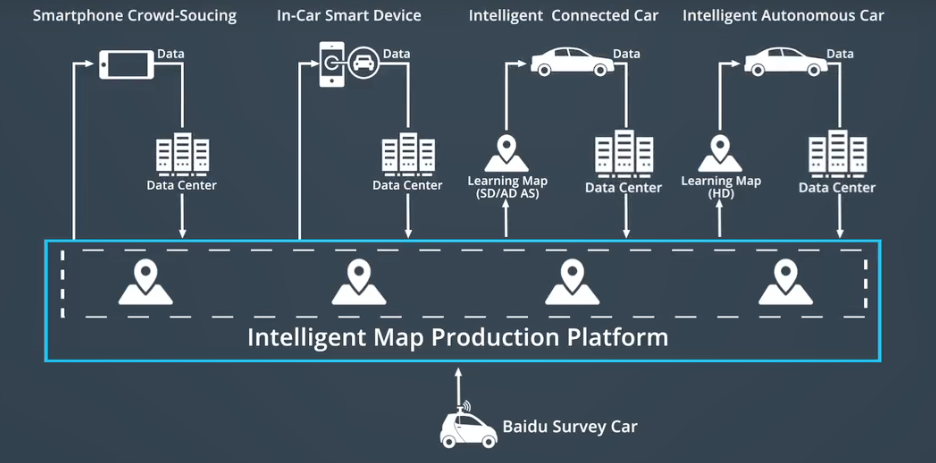 Smartphone Crowd-Soucing
In-Car Smart Device
Intelligent Connected Car
Intelligent Autonomous Car
Data
Data
Data
Data
Data Center
Data Center
Learning Map
(SD/AD AS)
Data Center
Learning Map
(HD)
Data Center
Intelligent Map Production Platform
Baidu Survey Car